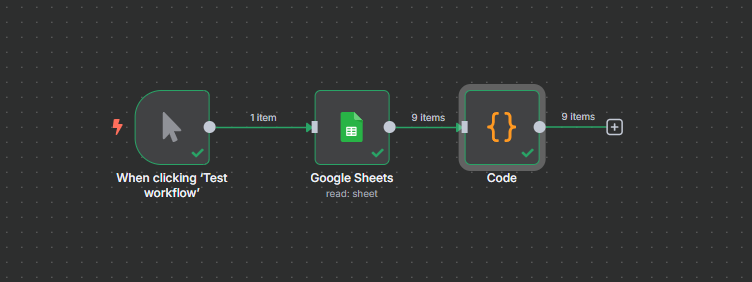 1 item
9 items
9 items
When clicking ‘Test
workflow’
Google Sheets
read: sheet
{}
Code